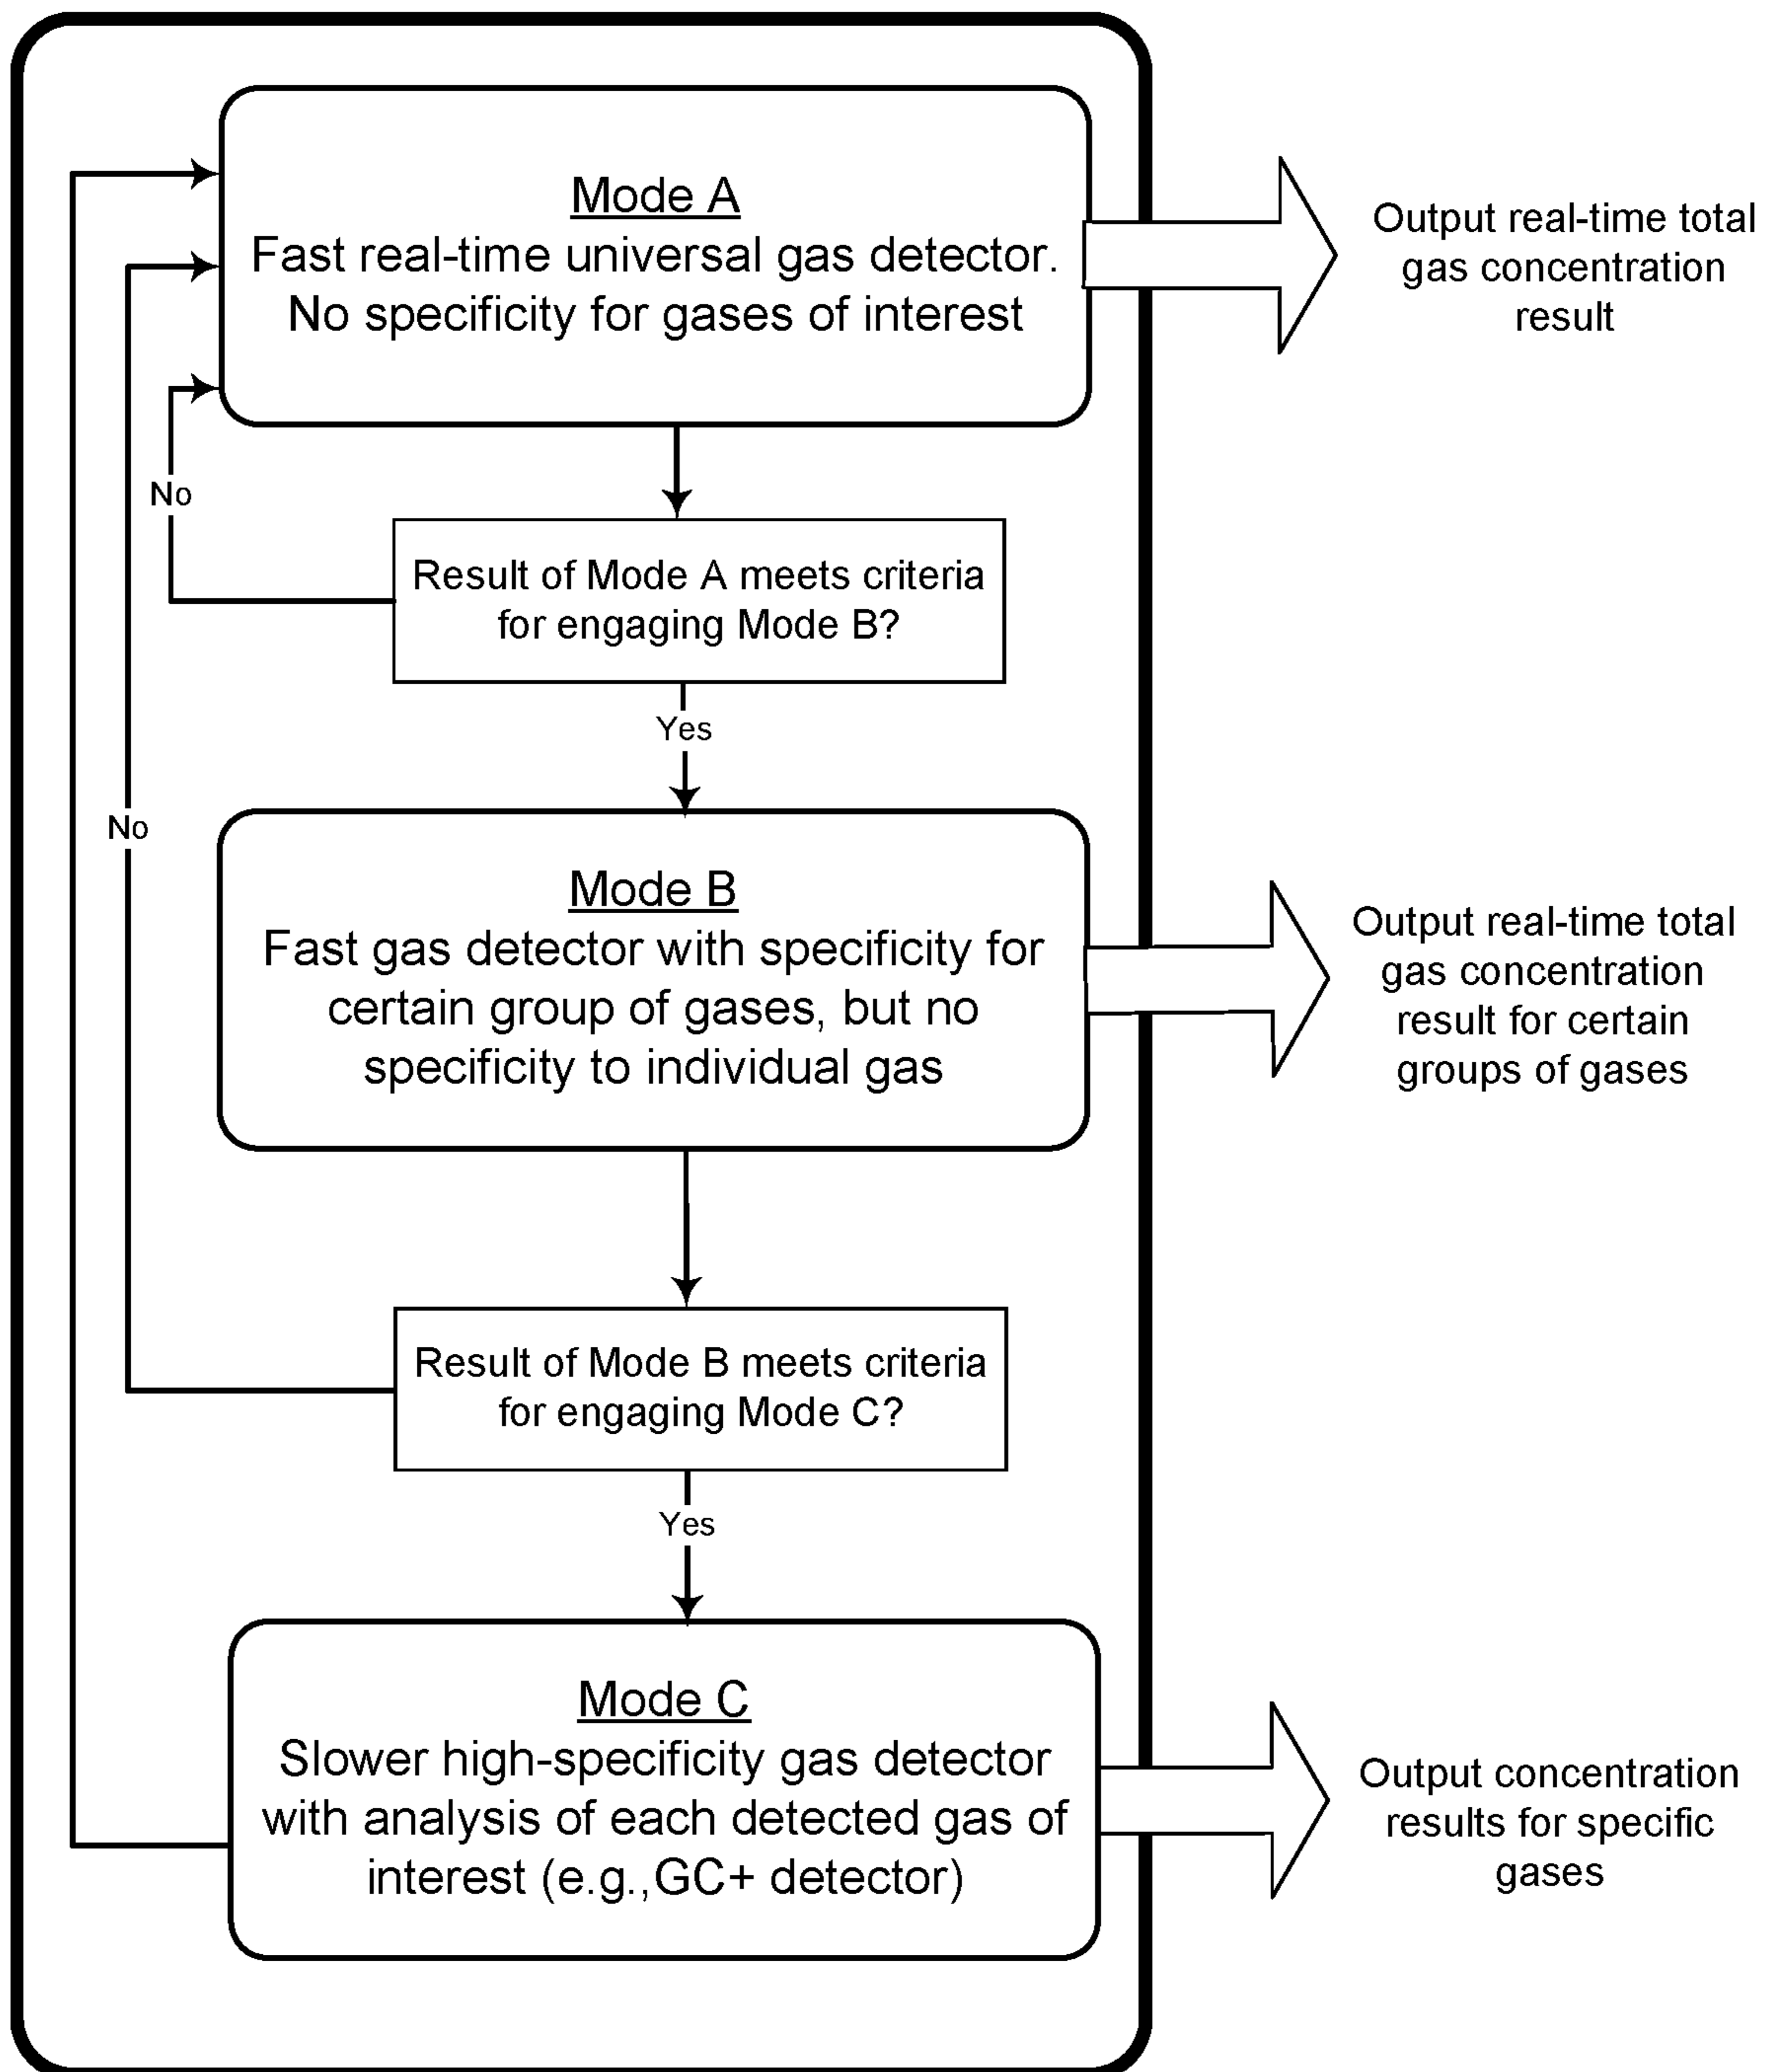 Mode A
Fast real-time universal gas detector.
No specificity for gases of interest
Output real-time total
gas concentration
result
No
Result of Mode A meets criteria
for engaging Mode B?
Yes
No
Mode B
Fast gas detector with specificity for
certain group of gases, but no
specificity to individual gas
Output real-time total
gas concentration
result for certain
groups of gases
Result of Mode B meets criteria
for engaging Mode C?
Yes
Mode C
Slower high-specificity gas detector
with analysis of each detected gas of
interest (e.g.,GC+ detector)
Output concentration
results for specific
gases